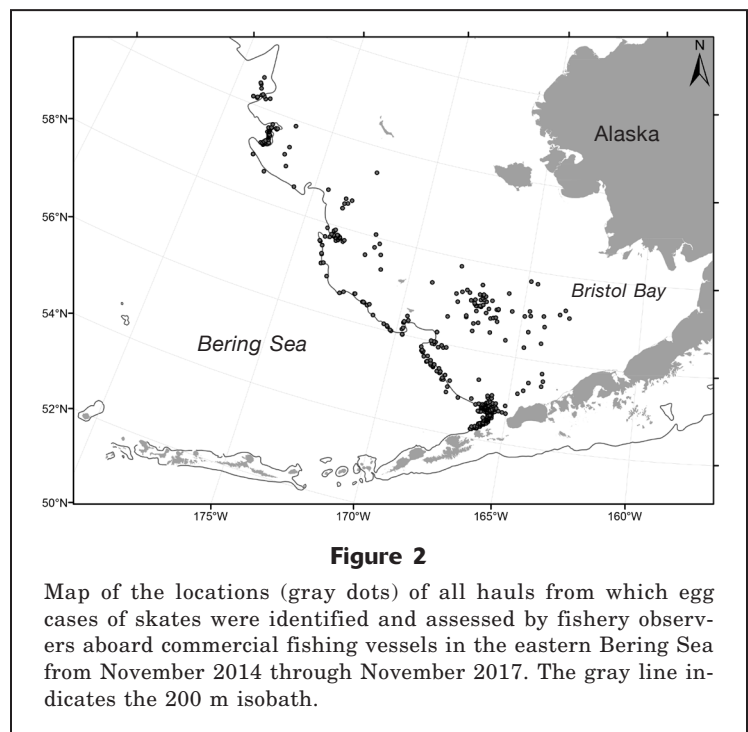 N
58°N
Alaska
56°N
Bristol Bay
54°N
Bering Sea
52°N
50°N
175°W
170°W
165°W
160°W
Figure 2
Map of the locations (gray dots) of all hauls from which egg
cases of skates were identified and assessed by fishery observ-
ers aboard commercial fishing vessels in the eastern Bering Sea
from November 2014 through November 2017. The gray line in-
dicates the 200 m isobath.